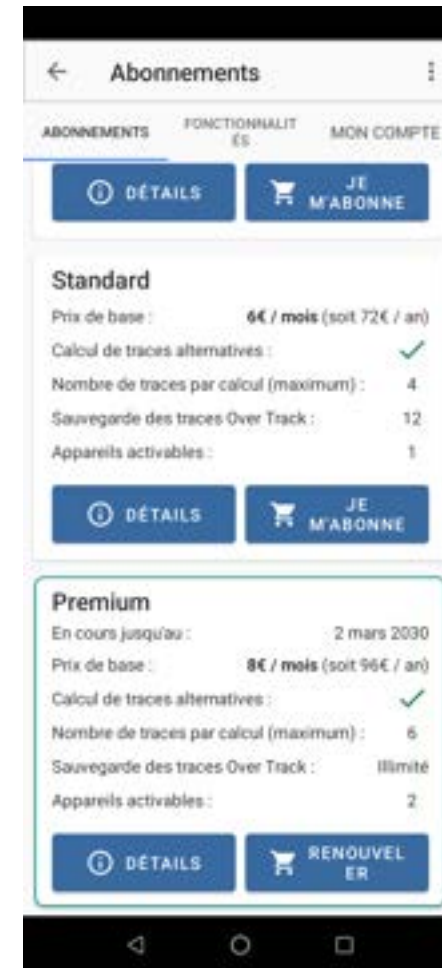 Abonnements
ABONNEMENTS
FONCTIONNALIT
ÉS
MON COMPTE
DÉTAILS
JE
M'ABONNE
Standard
Prix de base : 6€ / mois (soit 72€ / an)
Calcul de traces alternatives :
Nombre de traces par calcul (maximum) : 4
Sauvegarde des traces Over Track : 12
Appareils activables : 1
DÉTAILS
JE
M'ABONNE
Premium
En cours jusqu'au : 2 mars 2030
Prix de base : 8€ / mois (soit 96€ / an)
Calcul de traces alternatives :
Nombre de traces par calcul (maximum) : 6
Sauvegarde des traces Over Track : Illimité
Appareils activables : 2
DÉTAILS
RENOUVEL
ER